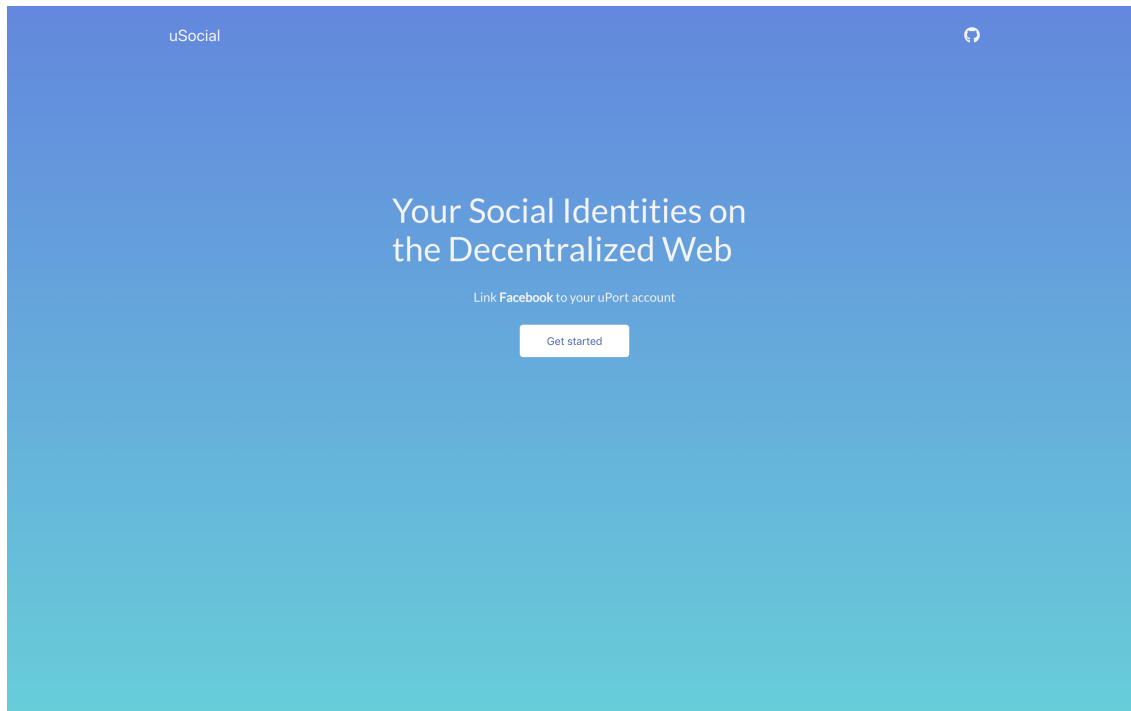 uSocial
Your Social Identities on
the Decentralized Web
Link Facebook to your uPort account
Get started